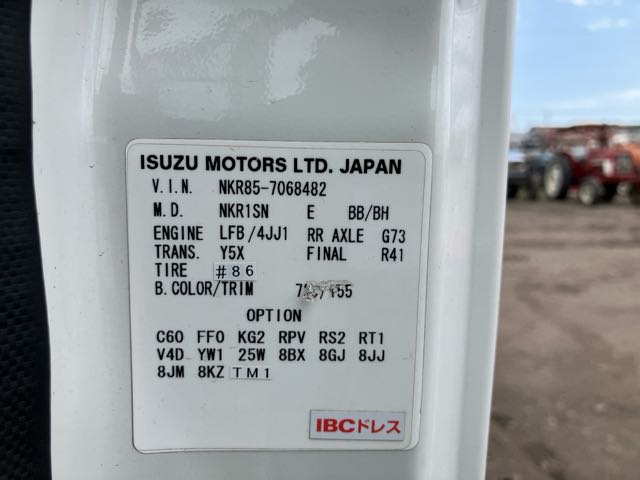 ISUZU MOTORS LTD. JAPAN
V.I.N. NKR85-7068482
M.D. NKR1SN E BB/BH
ENGINE LFB/4JJ1 RR AXLE G73
TRANS. Y5X FINAL R41
TIRE #86
B.COLOR/TRIM
OPTION
C60 FF0 KG2 RPV RS2 RT1
V4D YW1 25W 8BX 8GJ 8JJ
8JM 8KZ TM1
IBCドレス